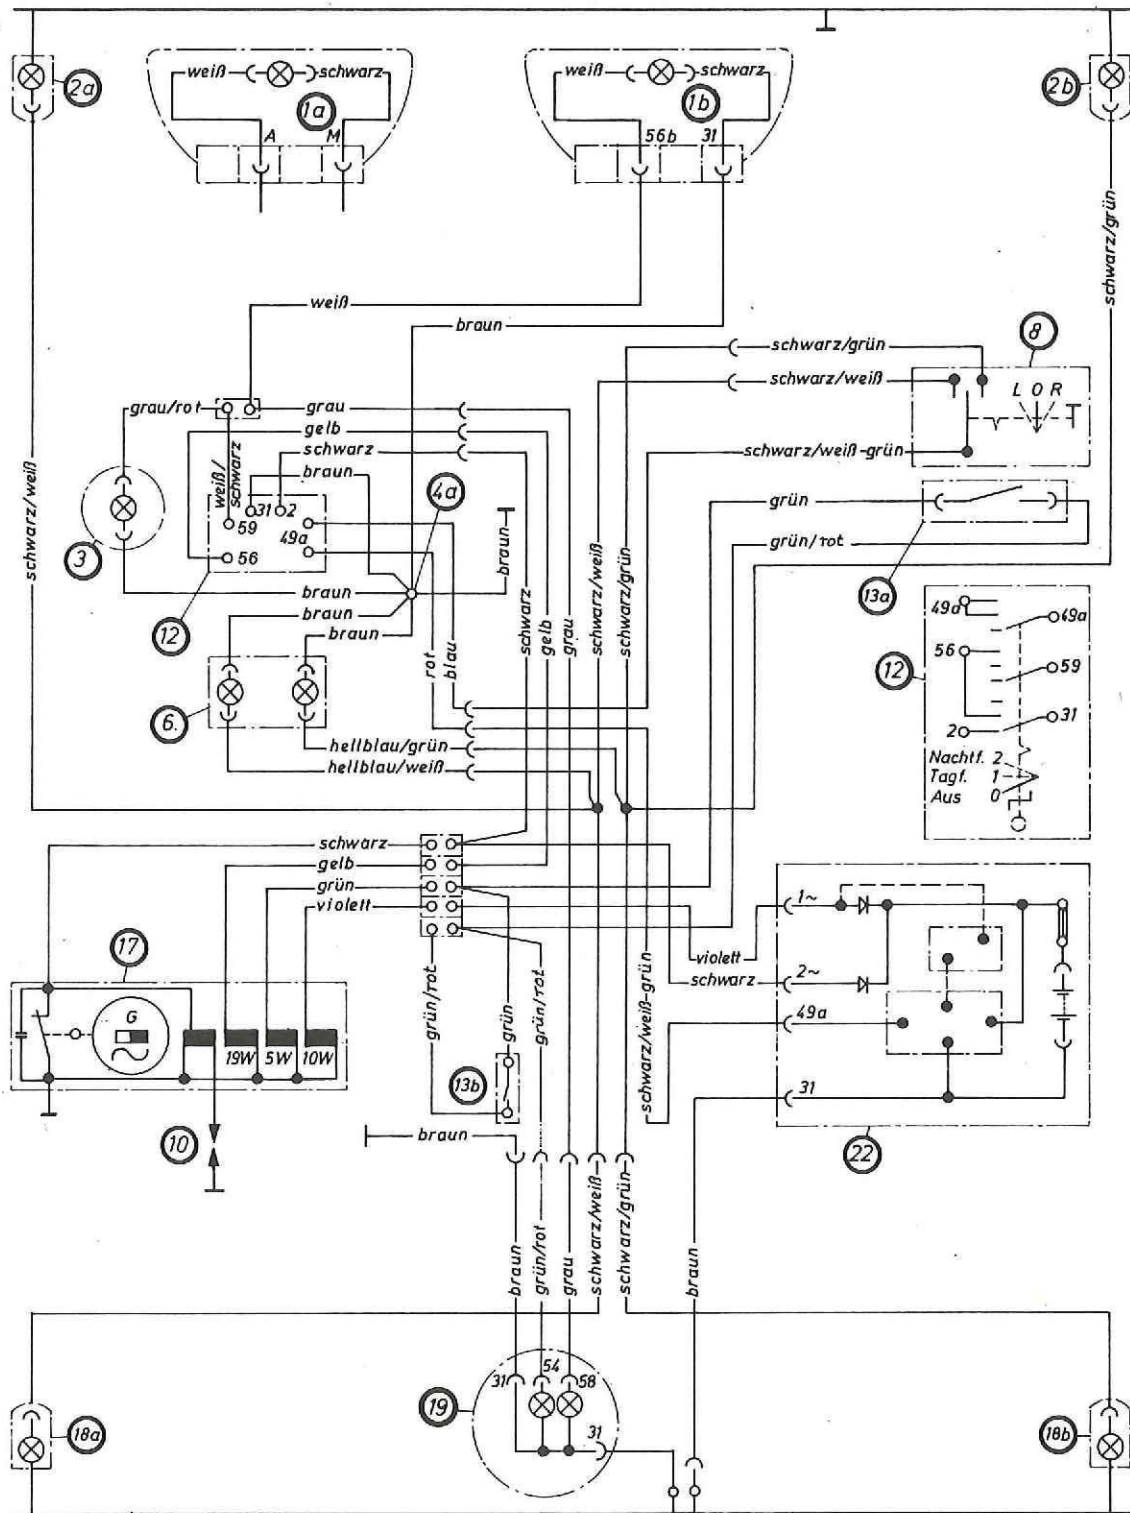 2a
weiß
schwarz
1a
A
M
weiß
schwarz
1b
56b
31
2b
schwarz/grün
weiß
braun
8
schwarz/grün
schwarz/weiß
L O R
schwarz/weiß-grün
grau/rot
grau
gelb
schwarz
braun
weiß/
schwarz
31
2
59
49a
56
4a
3
12
schwarz/weiß
braun
braun
braun
braun
grün
grün/rot
13a
schwarz
gelb
grau
schwarz/weiß
schwarz/grün
rot
blau
6.
hellblau/grün
hellblau/weiß
12
49a
49a
56
59
2
31
Nachtf. 2
Tagf. 1
Aus 0
schwarz
gelb
grün
violett
17
G
19W
5W
10W
10
grün/rot
grün
grün/rot
13b
braun
violett
schwarz
schwarz/weiß-grün
1~
2~
49a
31
22
braun
grün/rot
grau
schwarz/weiß
schwarz/grün
braun
31
54
58
31
19
18a
18b